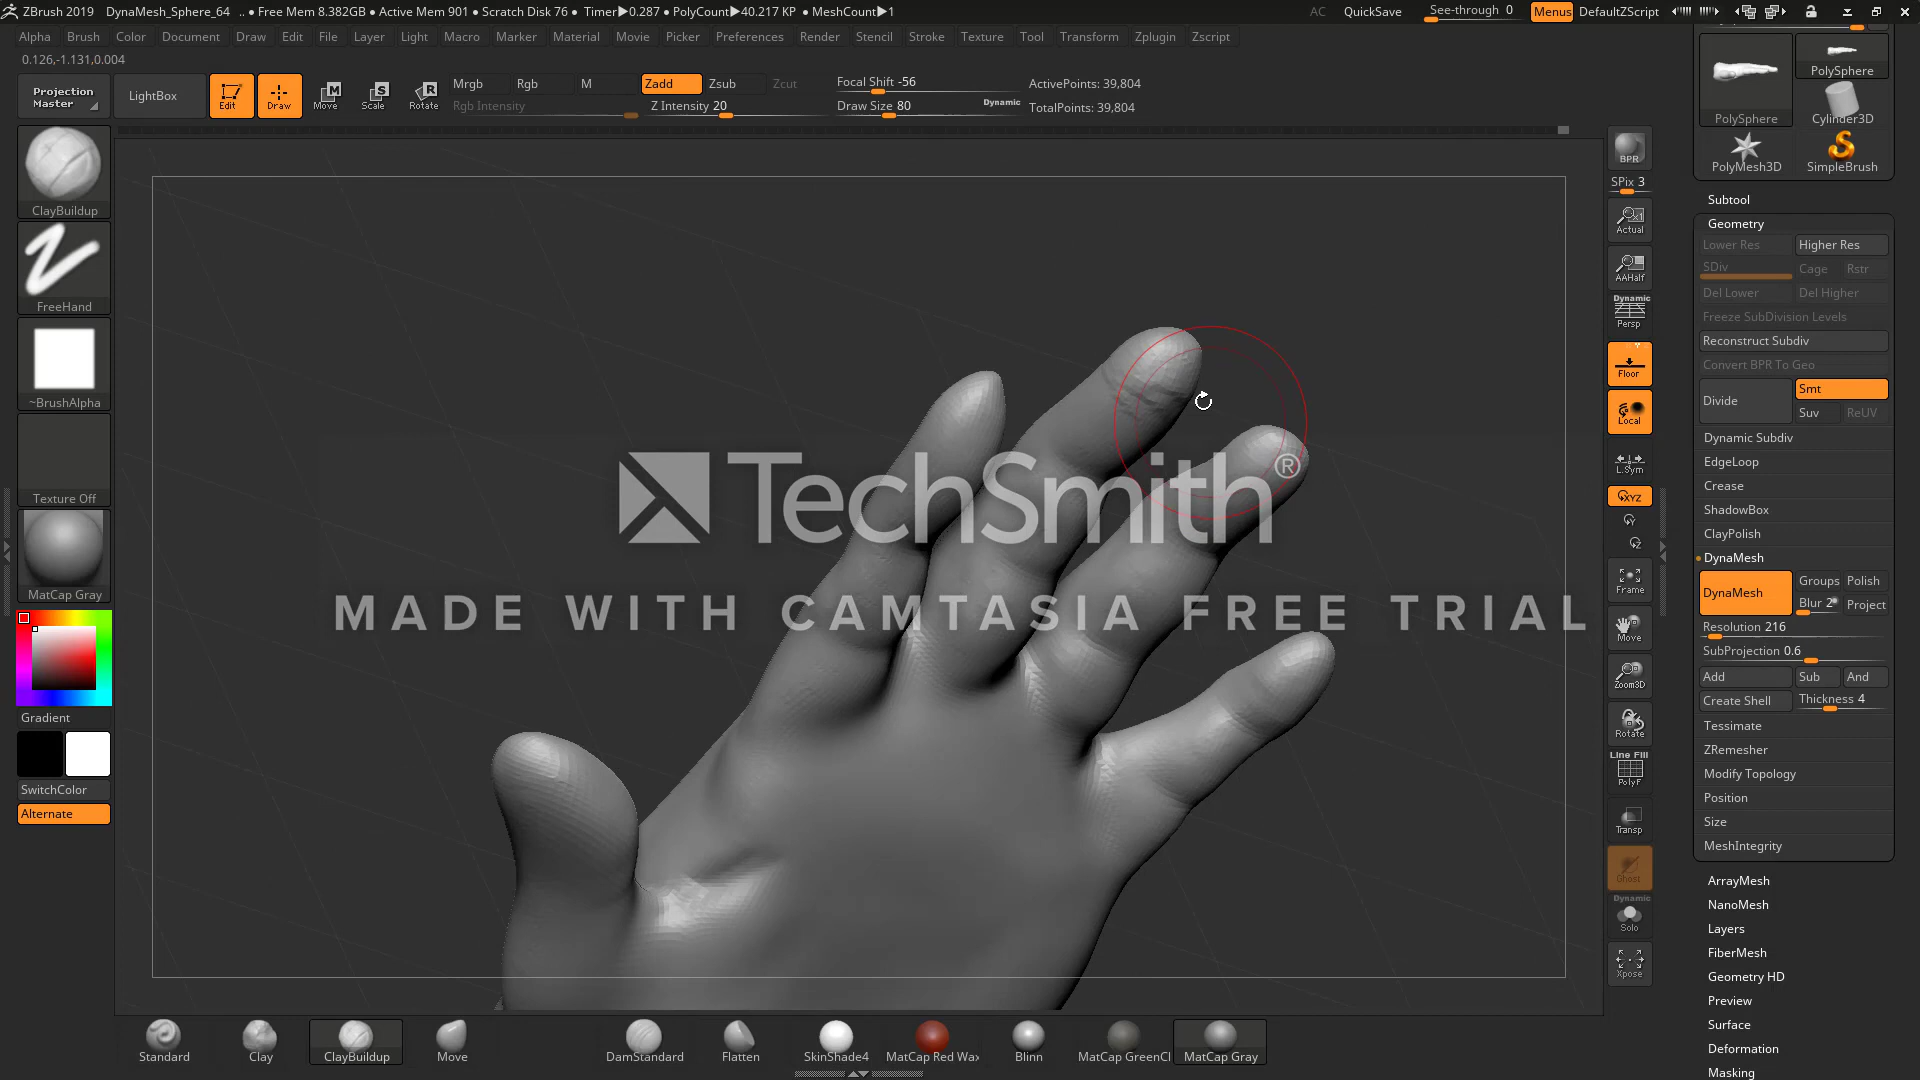 ZBrush 2019 DynaMesh_Sphere_64 .. • Free Mem 8.382GB • Active Mem 901 • Scratch Disk 76 • Timer▶0.287 • PolyCount▶40.217 KP • MeshCount▶1 AC QuickSave See-through 0 Menus DefaultZScript
Alpha Brush Color Document Draw Edit File Layer Light Macro Marker Material Movie Picker Preferences Render Stencil Stroke Texture Tool Transform Zplugin Zscript
0.126,-1.131,0.004
Projection Master
LightBox
Edit
Draw
Move
Scale
Rotate
Mrgb Rgb M Zadd Zsub Zcut
Rgb Intensity Z Intensity 20
Focal Shift -56
Draw Size 80 Dynamic
ActivePoints: 39,804
TotalPoints: 39,804
ClayBuildup
FreeHand
~BrushAlpha
Texture Off
MatCap Gray
Gradient
SwitchColor
Alternate
TechSmith®
MADE WITH CAMTASIA FREE TRIAL
BPR
SPix 3
Actual
AAHalf
Dynamic
Persp
Floor
Local
L.Sym
XYZ
Y
Z
Frame
Move
Zoom3D
Rotate
Line Fill
PolyF
Transp
Ghost
Dynamic
Solo
Xpose
PolySphere
PolySphere
Cylinder3D
PolyMesh3D SimpleBrush
Subtool
Geometry
Lower Res Higher Res
SDiv Cage Rstr
Del Lower Del Higher
Freeze SubDivision Levels
Reconstruct Subdiv
Convert BPR To Geo
Divide Smt
Suv ReUV
Dynamic Subdiv
EdgeLoop
Crease
ShadowBox
ClayPolish
DynaMesh
DynaMesh Groups Polish
Blur 2 Project
Resolution 216
SubProjection 0.6
Add Sub And
Create Shell Thickness 4
Tessimate
ZRemesher
Modify Topology
Position
Size
MeshIntegrity
ArrayMesh
NanoMesh
Layers
FiberMesh
Geometry HD
Preview
Surface
Deformation
Masking
Standard Clay ClayBuildup Move DamStandard Flatten SkinShade4 MatCap Red Wax Blinn MatCap GreenCl MatCap Gray